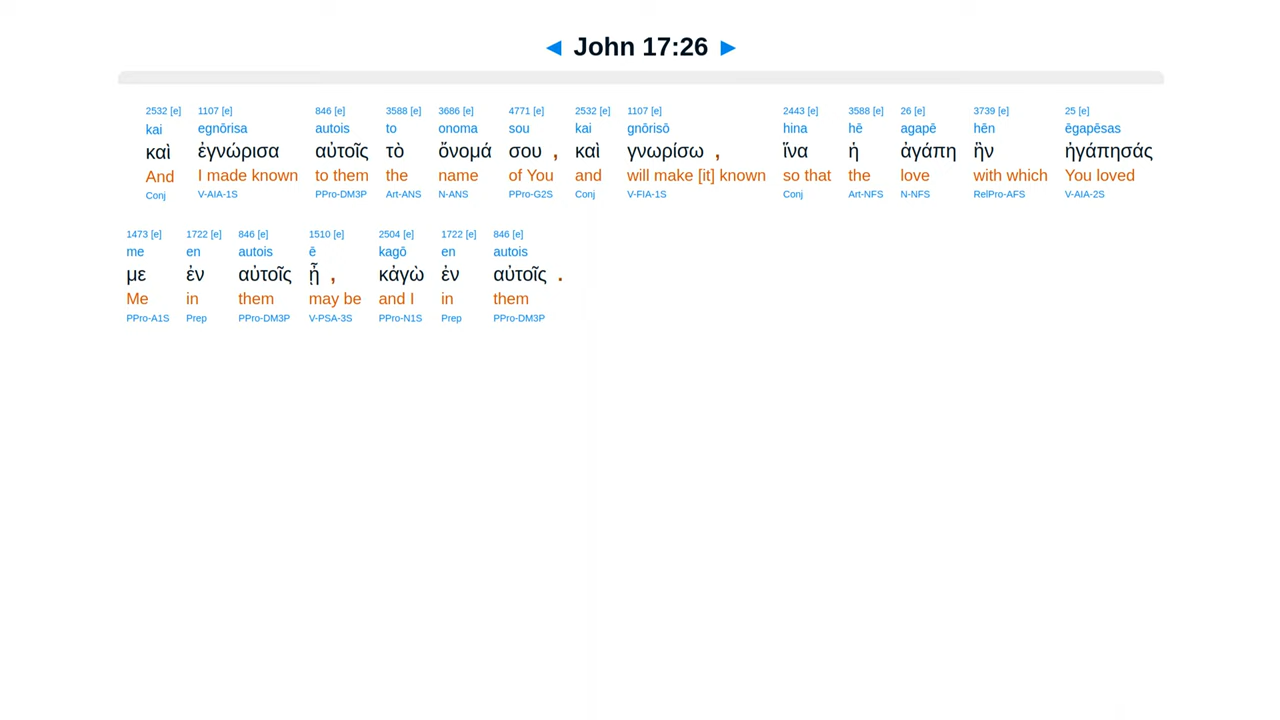 ◄ John 17:26 ►
2532 [e] 1107 [e] 846 [e] 3588 [e] 3686 [e] 4771 [e] 2532 [e] 1107 [e] 2443 [e] 3588 [e] 26 [e] 3739 [e] 25 [e]
kai egnōrisa autois to onoma sou kai gnōrisō hina hē agapē hēn ēgapēsas
καὶ ἐγνώρισα αὐτοῖς τὸ ὄνομά σου , καὶ γνωρίσω , ἵνα ἡ ἀγάπη ἣν ἠγάπησάς
And I made known to them the name of You and will make [it] known so that the love with which You loved
Conj V-AIA-1S PPro-DM3P Art-ANS N-ANS PPro-G2S Conj V-FIA-1S Conj Art-NFS N-NFS RelPro-AFS V-AIA-2S
1473 [e] 1722 [e] 846 [e] 1510 [e] 2504 [e] 1722 [e] 846 [e]
me en autois ē kagō en autois
με ἐν αὐτοῖς ᾖ , κἀγὼ ἐν αὐτοῖς .
Me in them may be and I in them
PPro-A1S Prep PPro-DM3P V-PSA-3S PPro-N1S Prep PPro-DM3P